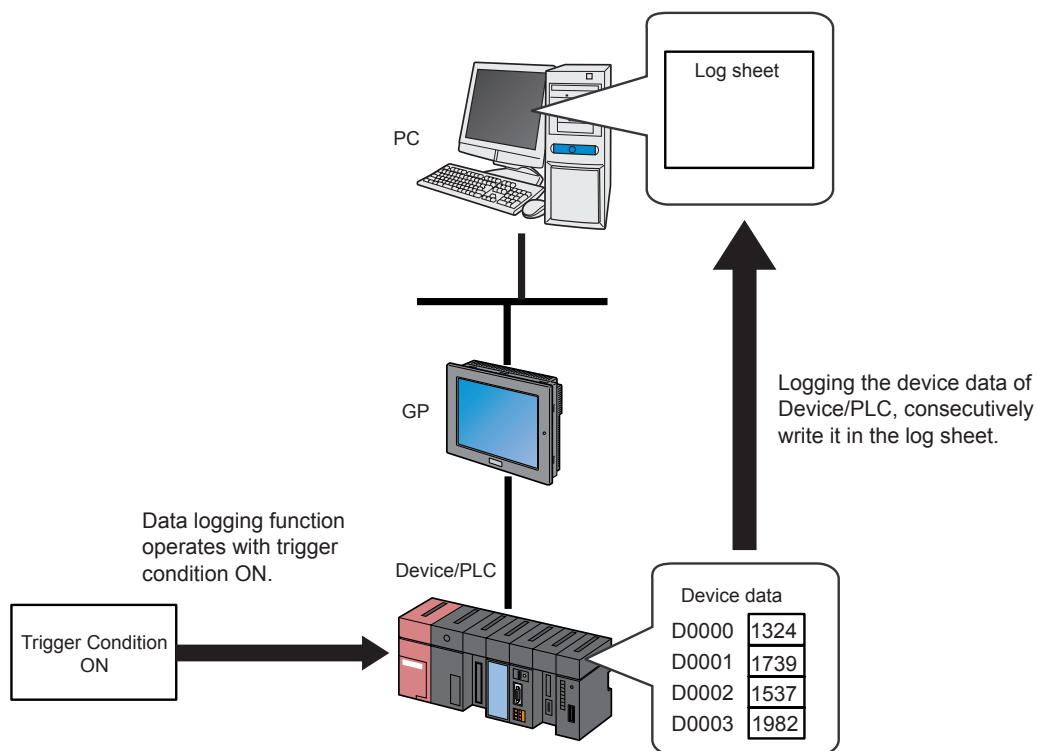 Log sheet
PC
GP
Logging the device data of
Device/PLC, consecutively
write it in the log sheet.
Data logging function
operates with trigger
condition ON.
Device/PLC
Trigger Condition
ON
Device data
D0000 1324
D0001 1739
D0002 1537
D0003 1982